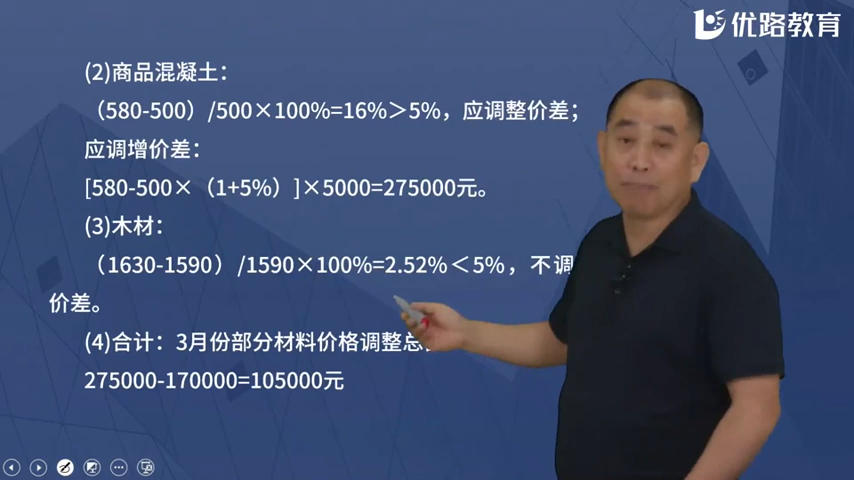 优路教育
(2)商品混凝土：
（580-500）/500×100%=16%＞5%，应调整价差；
应调增价差：
[580-500×（1+5%）]×5000=275000元。
(3)木材：
（1630-1590）/1590×100%=2.52%＜5%，不调
价差。
(4)合计：3月份部分材料价格调整总
275000-170000=105000元